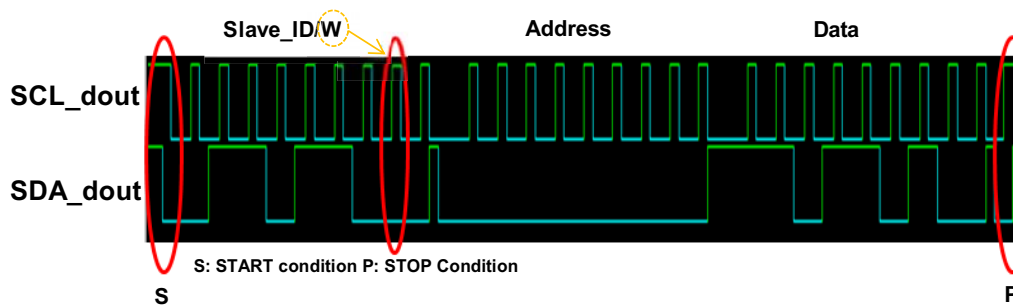 Slave_ID/W Address Data
SCL_dout
SDA_dout
S: START condition P: STOP Condition
S P